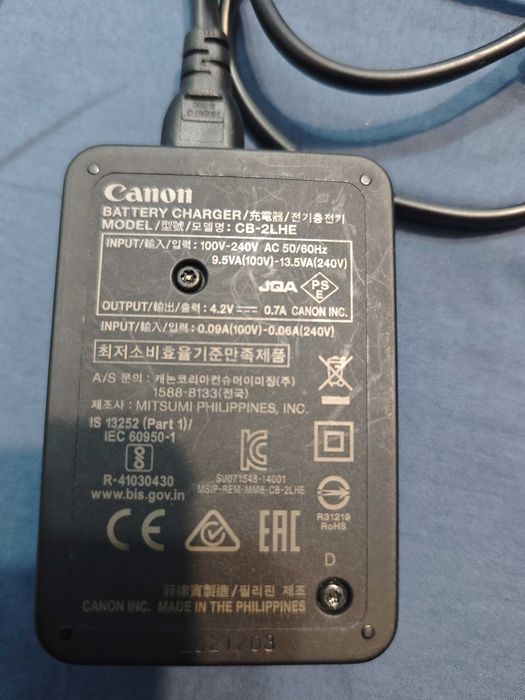 Canon
BATTERY CHARGER/充電器/전기충전기
MODEL/型號/모델명: CB-2LHE
INPUT/輸入/입력: 100V-240V AC 50/60Hz
9.5VA(100V)-13.5VA(240V)
JQA PSE
OUTPUT/輸出/출력: 4.2V⎓ 0.7A CANON INC.
INPUT/輸入/입력: 0.09A(100V)-0.06A(240V)
최저소비효율기준만족제품
A/S 문의: 캐논코리아컨슈머이미징(주)
1588-8133(전국)
제조사: MITSUMI PHILIPPINES, INC.
IS 13252 (Part 1)/
IEC 60950-1
R-41030430
www.bis.gov.in
SU071548-14001
MSIP-REM-MM6-CB-2LHE
R31219
RoHS
CE EAC
D
菲律賓製造/필리핀 제조
CANON INC. MADE IN THE PHILIPPINES
2021/03